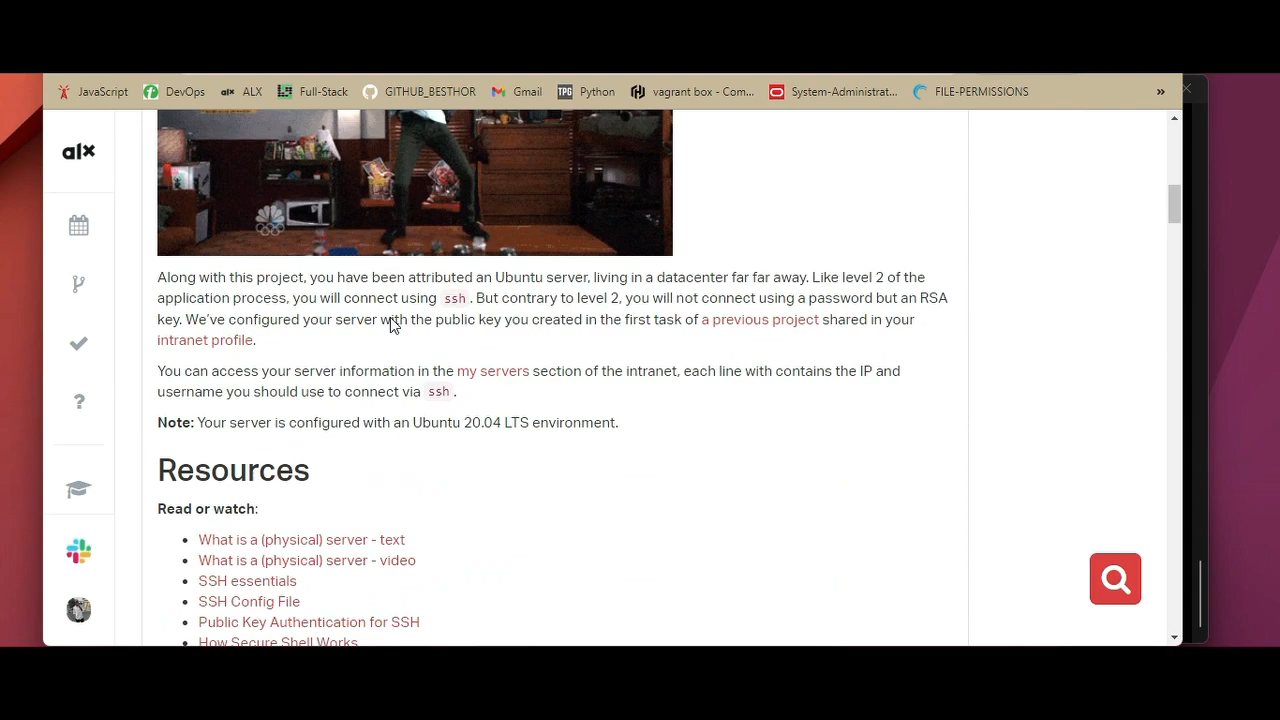 JavaScript DevOps alx ALX Full-Stack GITHUB_BESTHOR Gmail TPG Python vagrant box - Com... System-Administrat... FILE-PERMISSIONS »
alx
Along with this project, you have been attributed an Ubuntu server, living in a datacenter far far away. Like level 2 of the
application process, you will connect using ssh. But contrary to level 2, you will not connect using a password but an RSA
key. We've configured your server with the public key you created in the first task of a previous project shared in your
intranet profile.
You can access your server information in the my servers section of the intranet, each line with contains the IP and
username you should use to connect via ssh.
Note: Your server is configured with an Ubuntu 20.04 LTS environment.
Resources
Read or watch:
• What is a (physical) server - text
• What is a (physical) server - video
• SSH essentials
• SSH Config File
• Public Key Authentication for SSH
• How Secure Shell Works